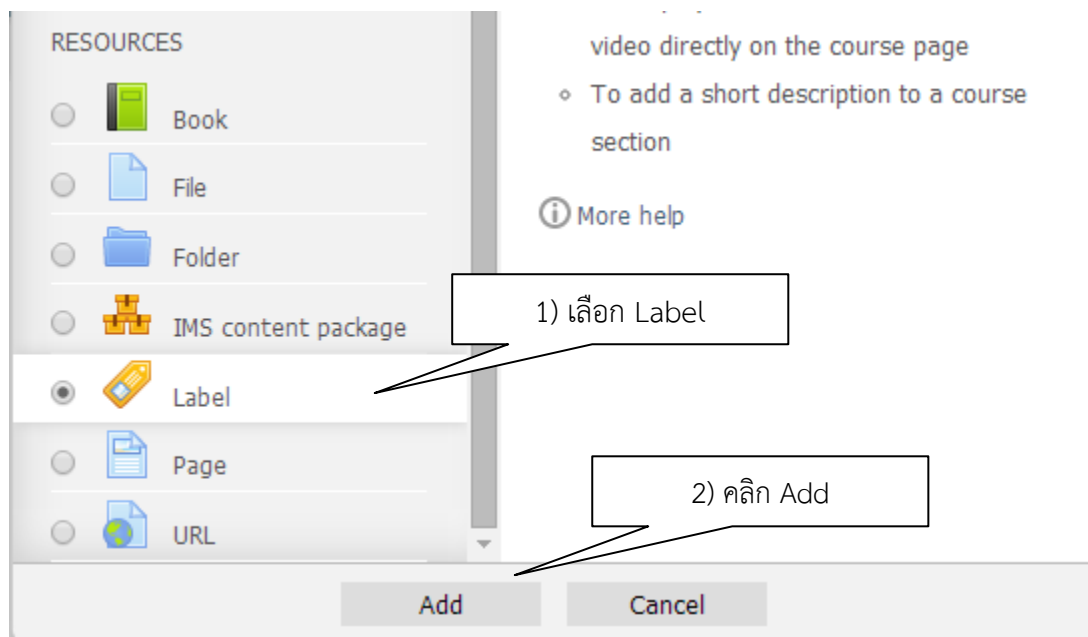 RESOURCES
Book
File
Folder
IMS content package
Label
Page
URL
video directly on the course page
To add a short description to a course
section
More help
1) เลือก Label
2) คลิก Add
Add
Cancel